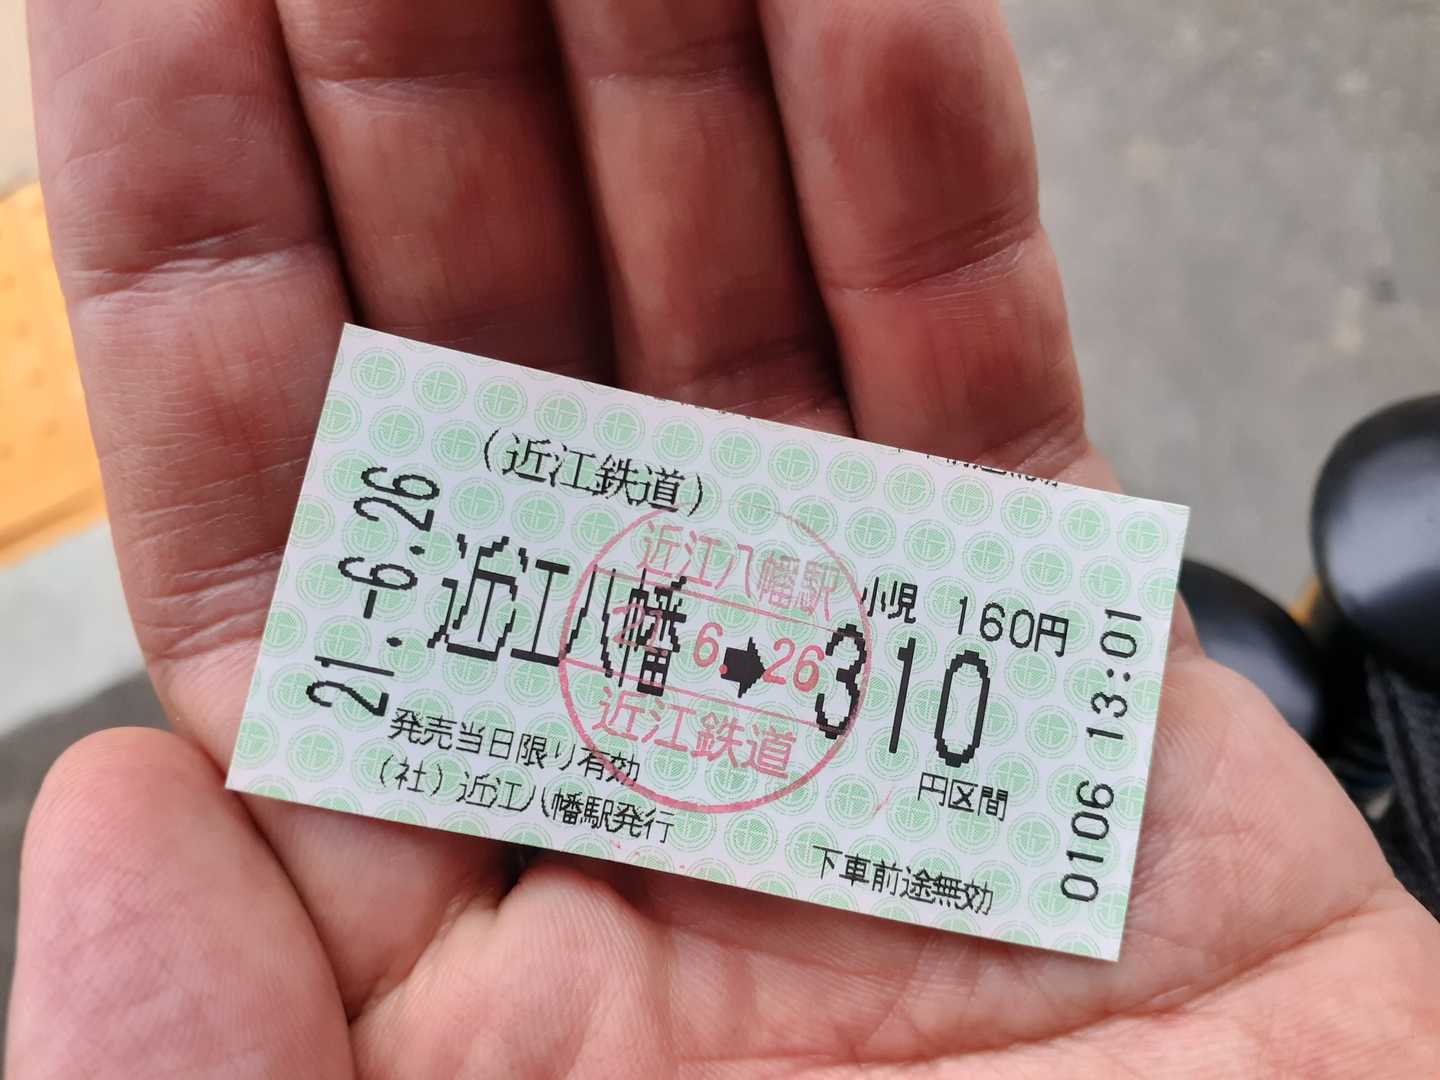 (近江鉄道)
21.-6.26
近江八幡➡310
小児 160円
円区間
発売当日限り有効
(社)近江八幡駅発行
下車前途無効
0106 13:01
近江八幡駅
21. 6. 26
近江鉄道